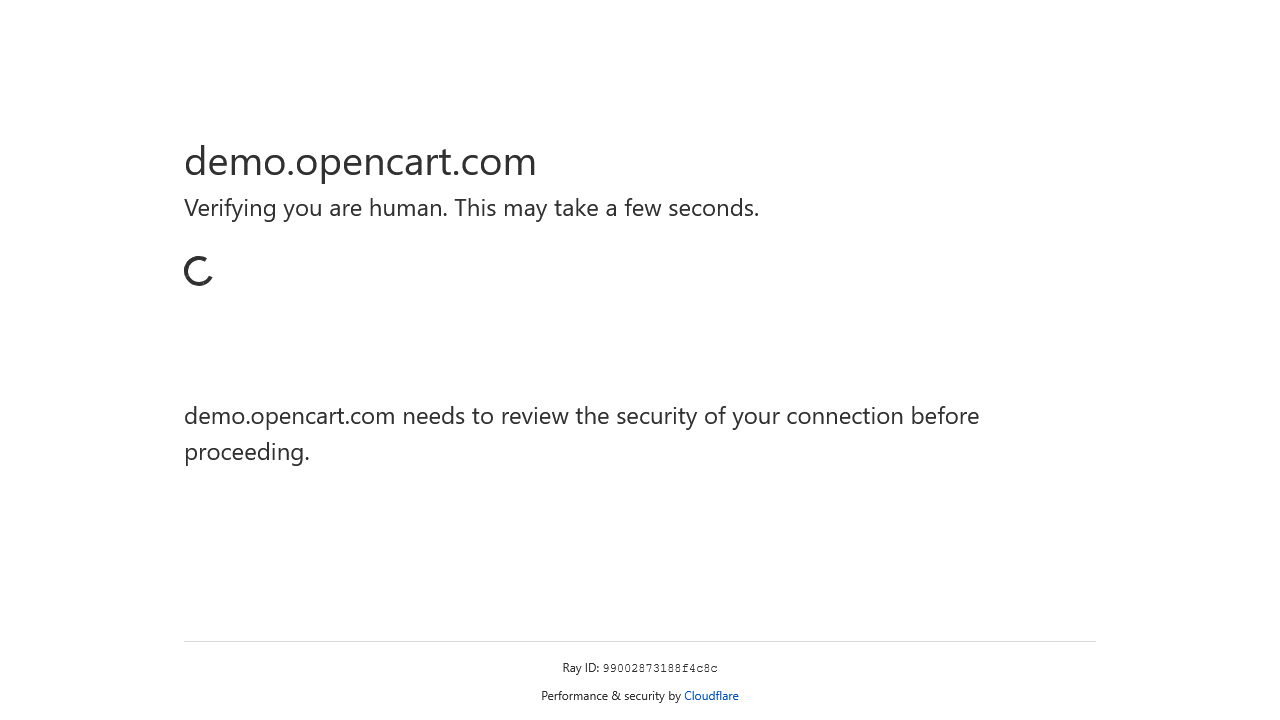 demo.opencart.com
Verifying you are human. This may take a few seconds.
demo.opencart.com needs to review the security of your connection before
proceeding.
Ray ID: 99002873188f4c8c
Performance & security by Cloudflare